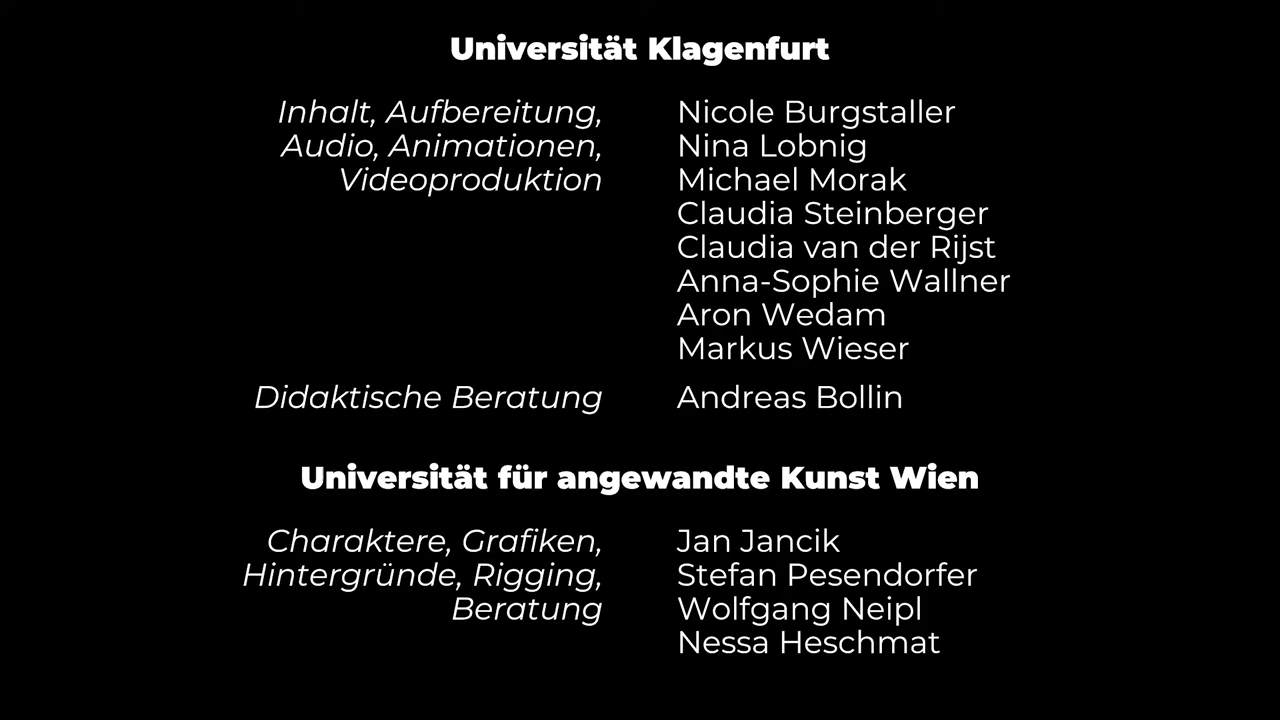 Universität Klagenfurt
Inhalt, Aufbereitung, Nicole Burgstaller
Audio, Animationen, Nina Lobnig
Videoproduktion Michael Morak
Claudia Steinberger
Claudia van der Rijst
Anna-Sophie Wallner
Aron Wedam
Markus Wieser
Didaktische Beratung Andreas Bollin
Universität für angewandte Kunst Wien
Charaktere, Grafiken, Jan Jancik
Hintergründe, Rigging, Stefan Pesendorfer
Beratung Wolfgang Neipl
Nessa Heschmat